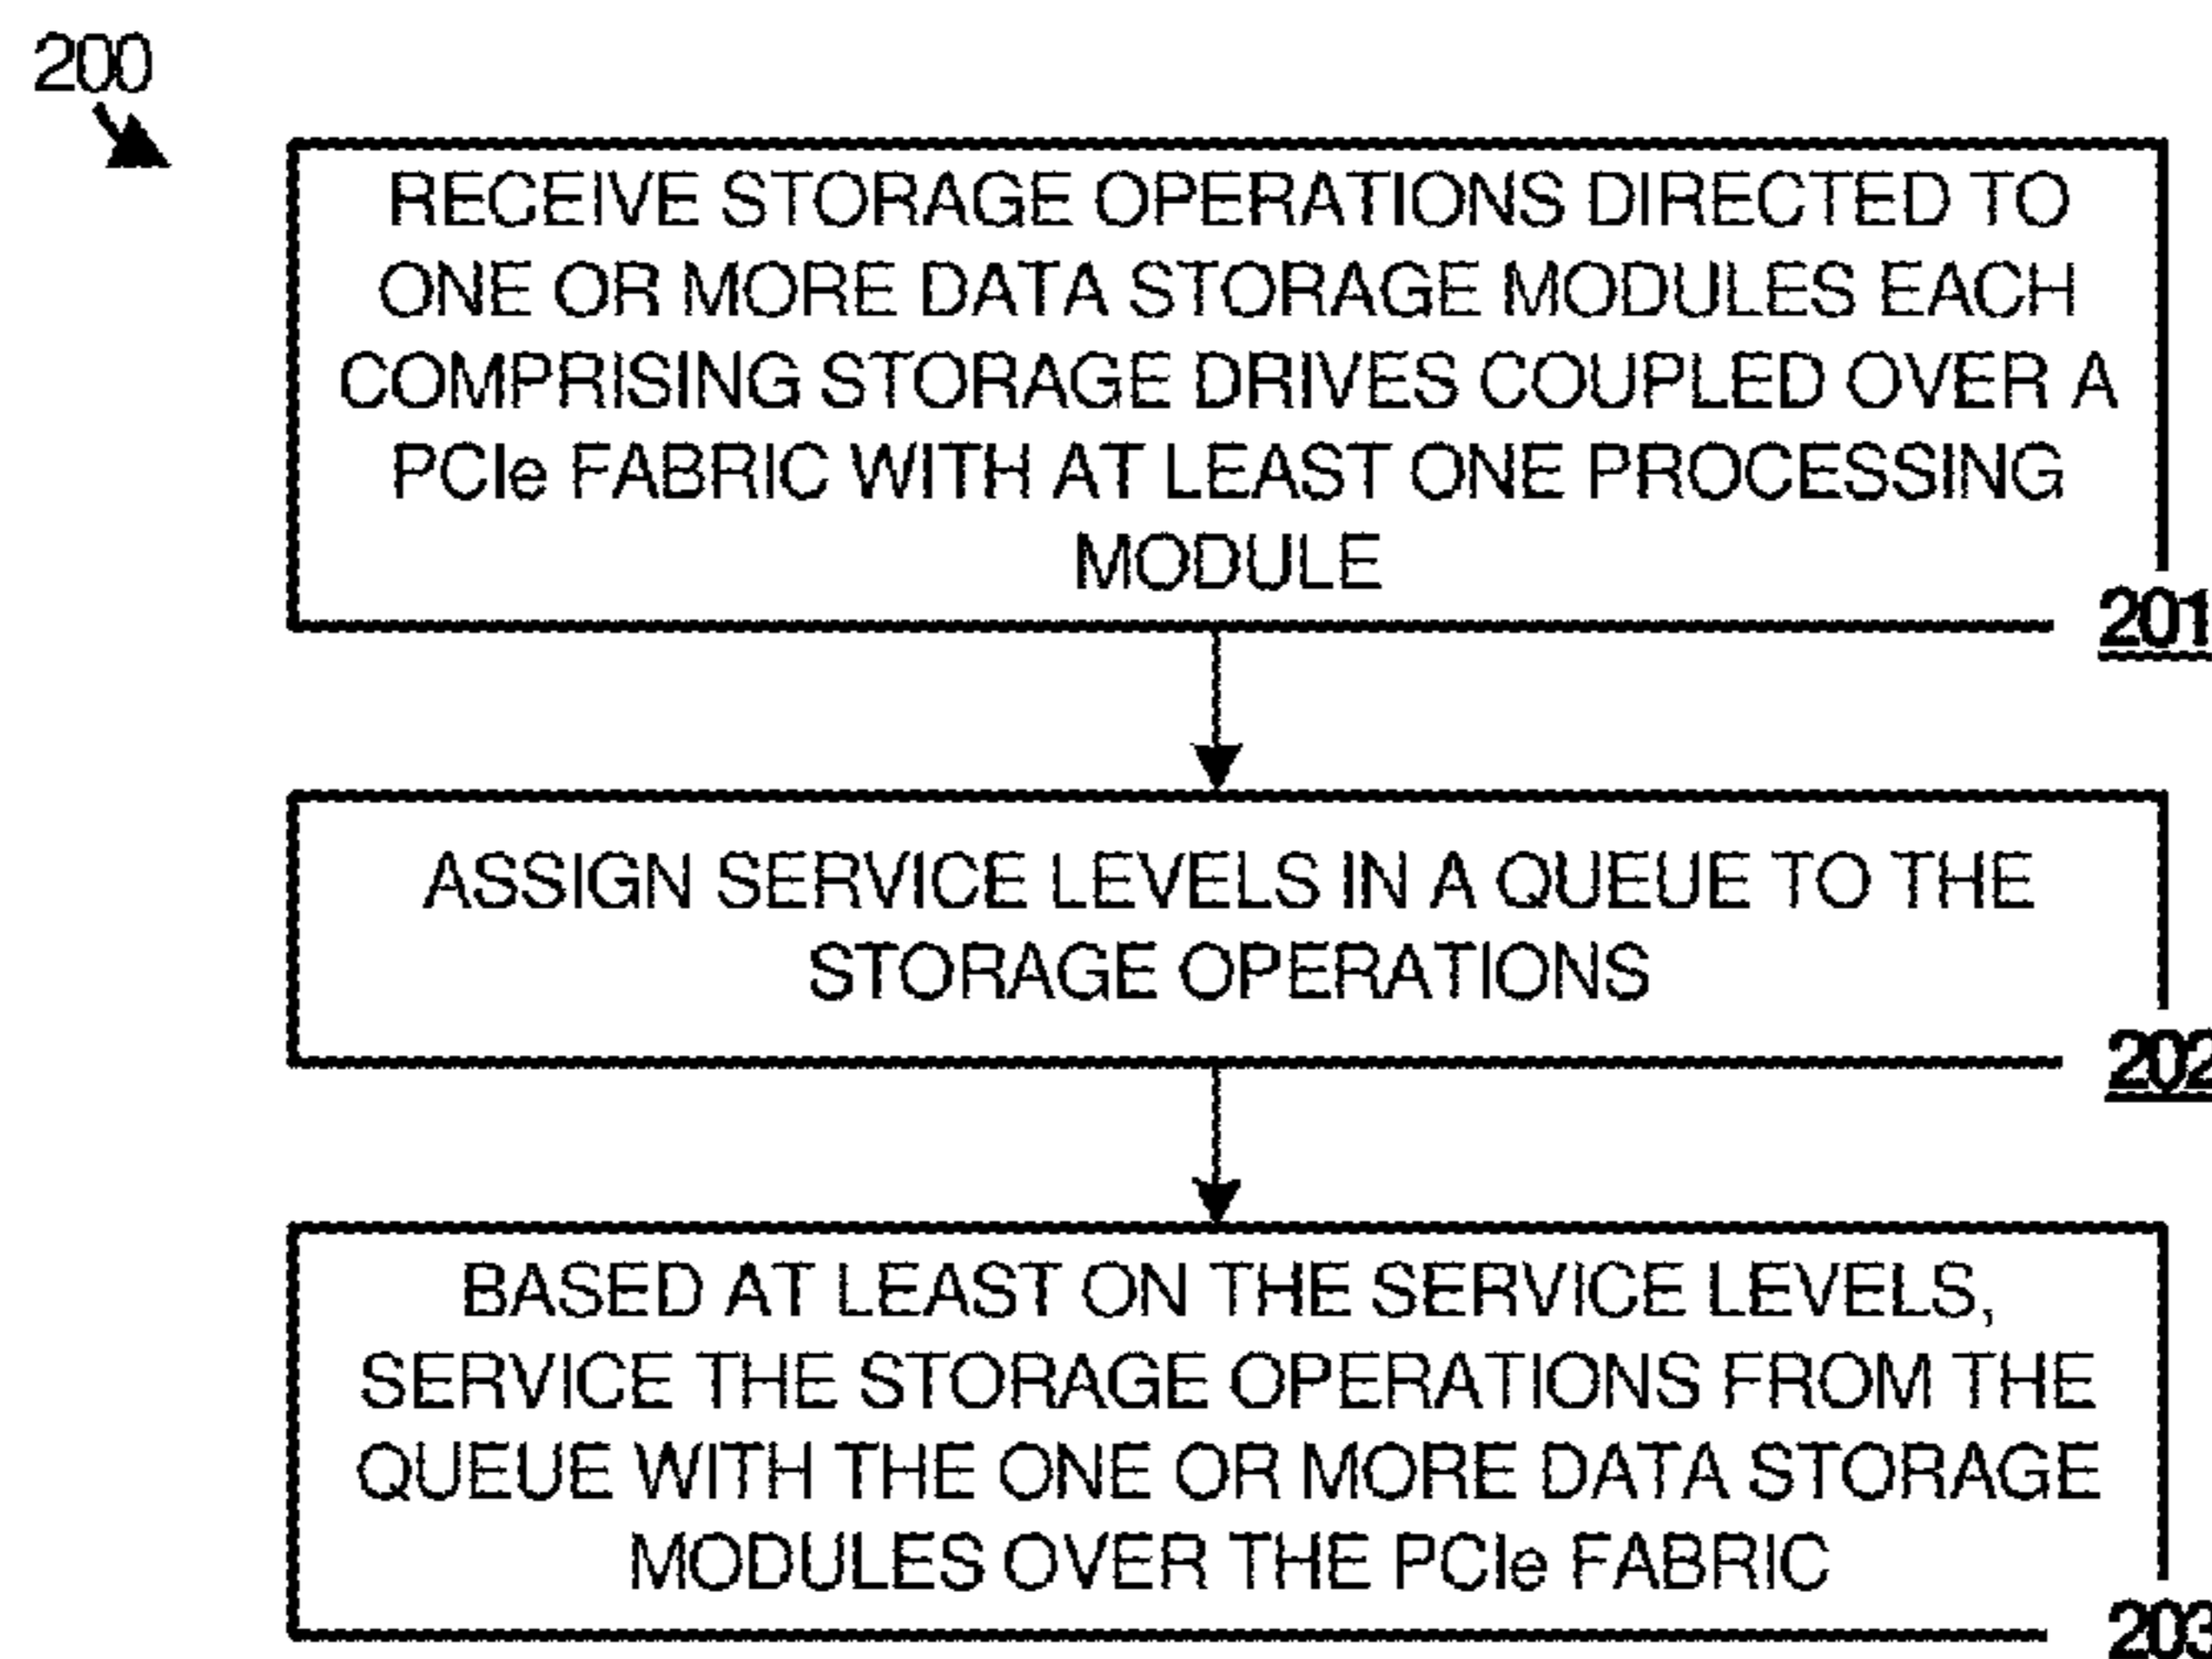 200
RECEIVE STORAGE OPERATIONS DIRECTED TO
ONE OR MORE DATA STORAGE MODULES EACH
COMPRISING STORAGE DRIVES COUPLED OVER A
PCIe FABRIC WITH AT LEAST ONE PROCESSING
MODULE
201
ASSIGN SERVICE LEVELS IN A QUEUE TO THE
STORAGE OPERATIONS
202
BASED AT LEAST ON THE SERVICE LEVELS,
SERVICE THE STORAGE OPERATIONS FROM THE
QUEUE WITH THE ONE OR MORE DATA STORAGE
MODULES OVER THE PCIe FABRIC
203